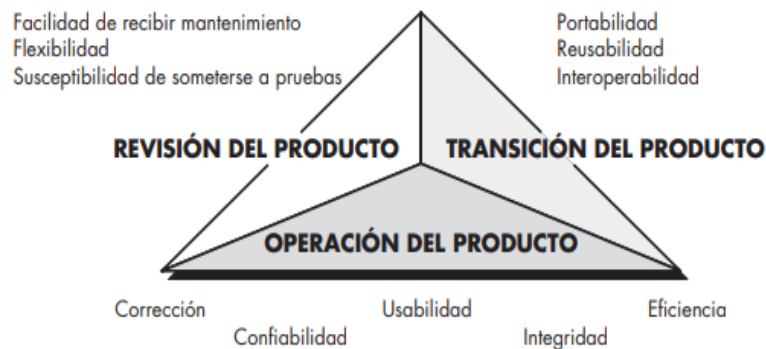 Facilidad de recibir mantenimiento
Flexibilidad
Susceptibilidad de someterse a pruebas
Portabilidad
Reusabilidad
Interoperabilidad
REVISIÓN DEL PRODUCTO
TRANSICIÓN DEL PRODUCTO
OPERACIÓN DEL PRODUCTO
Corrección
Usabilidad
Eficiencia
Confiabilidad
Integridad